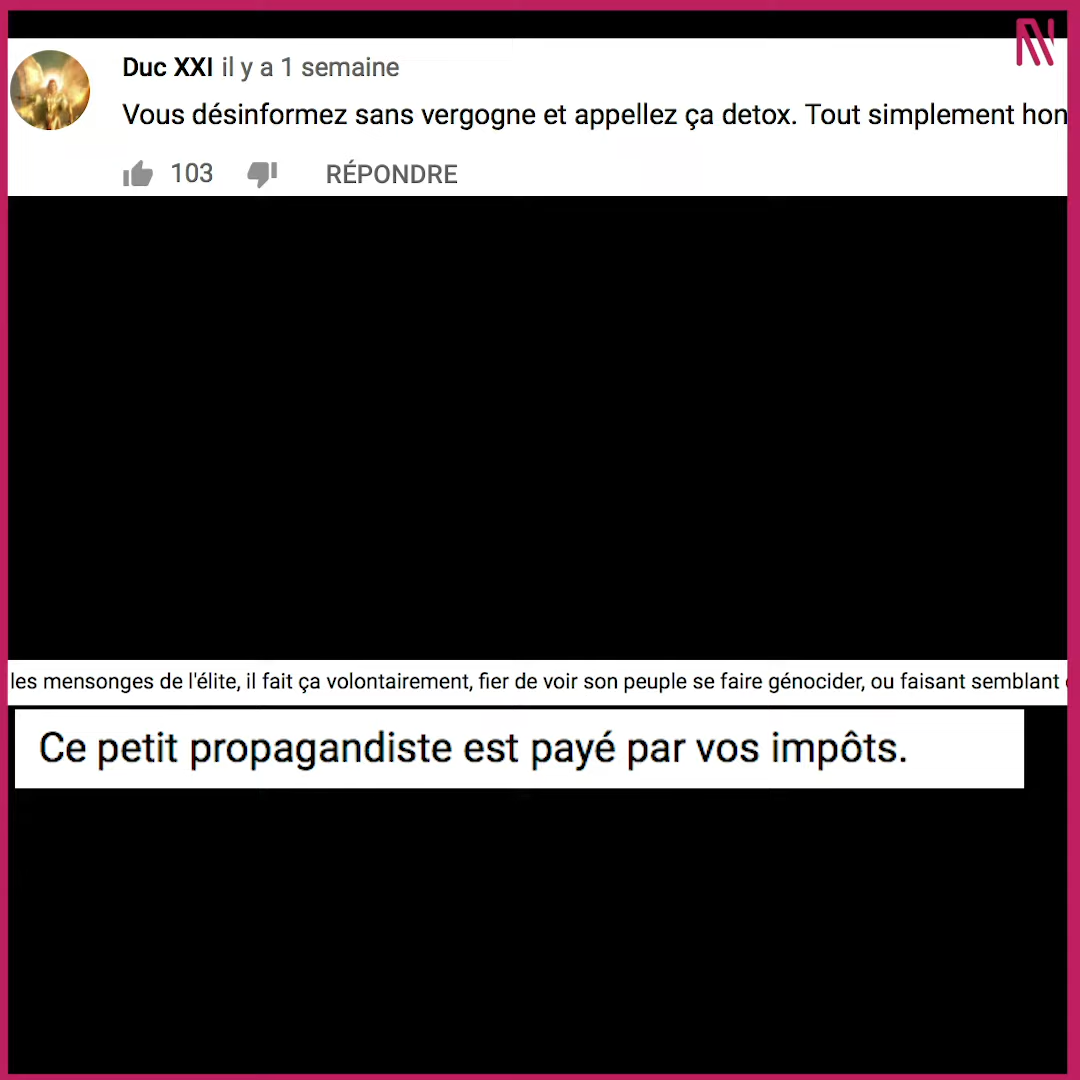 Duc XXI il y a 1 semaine
Vous désinformez sans vergogne et appellez ça detox. Tout simplement hon
103 RÉPONDRE
les mensonges de l'élite, il fait ça volontairement, fier de voir son peuple se faire génocider, ou faisant semblant
Ce petit propagandiste est payé par vos impôts.